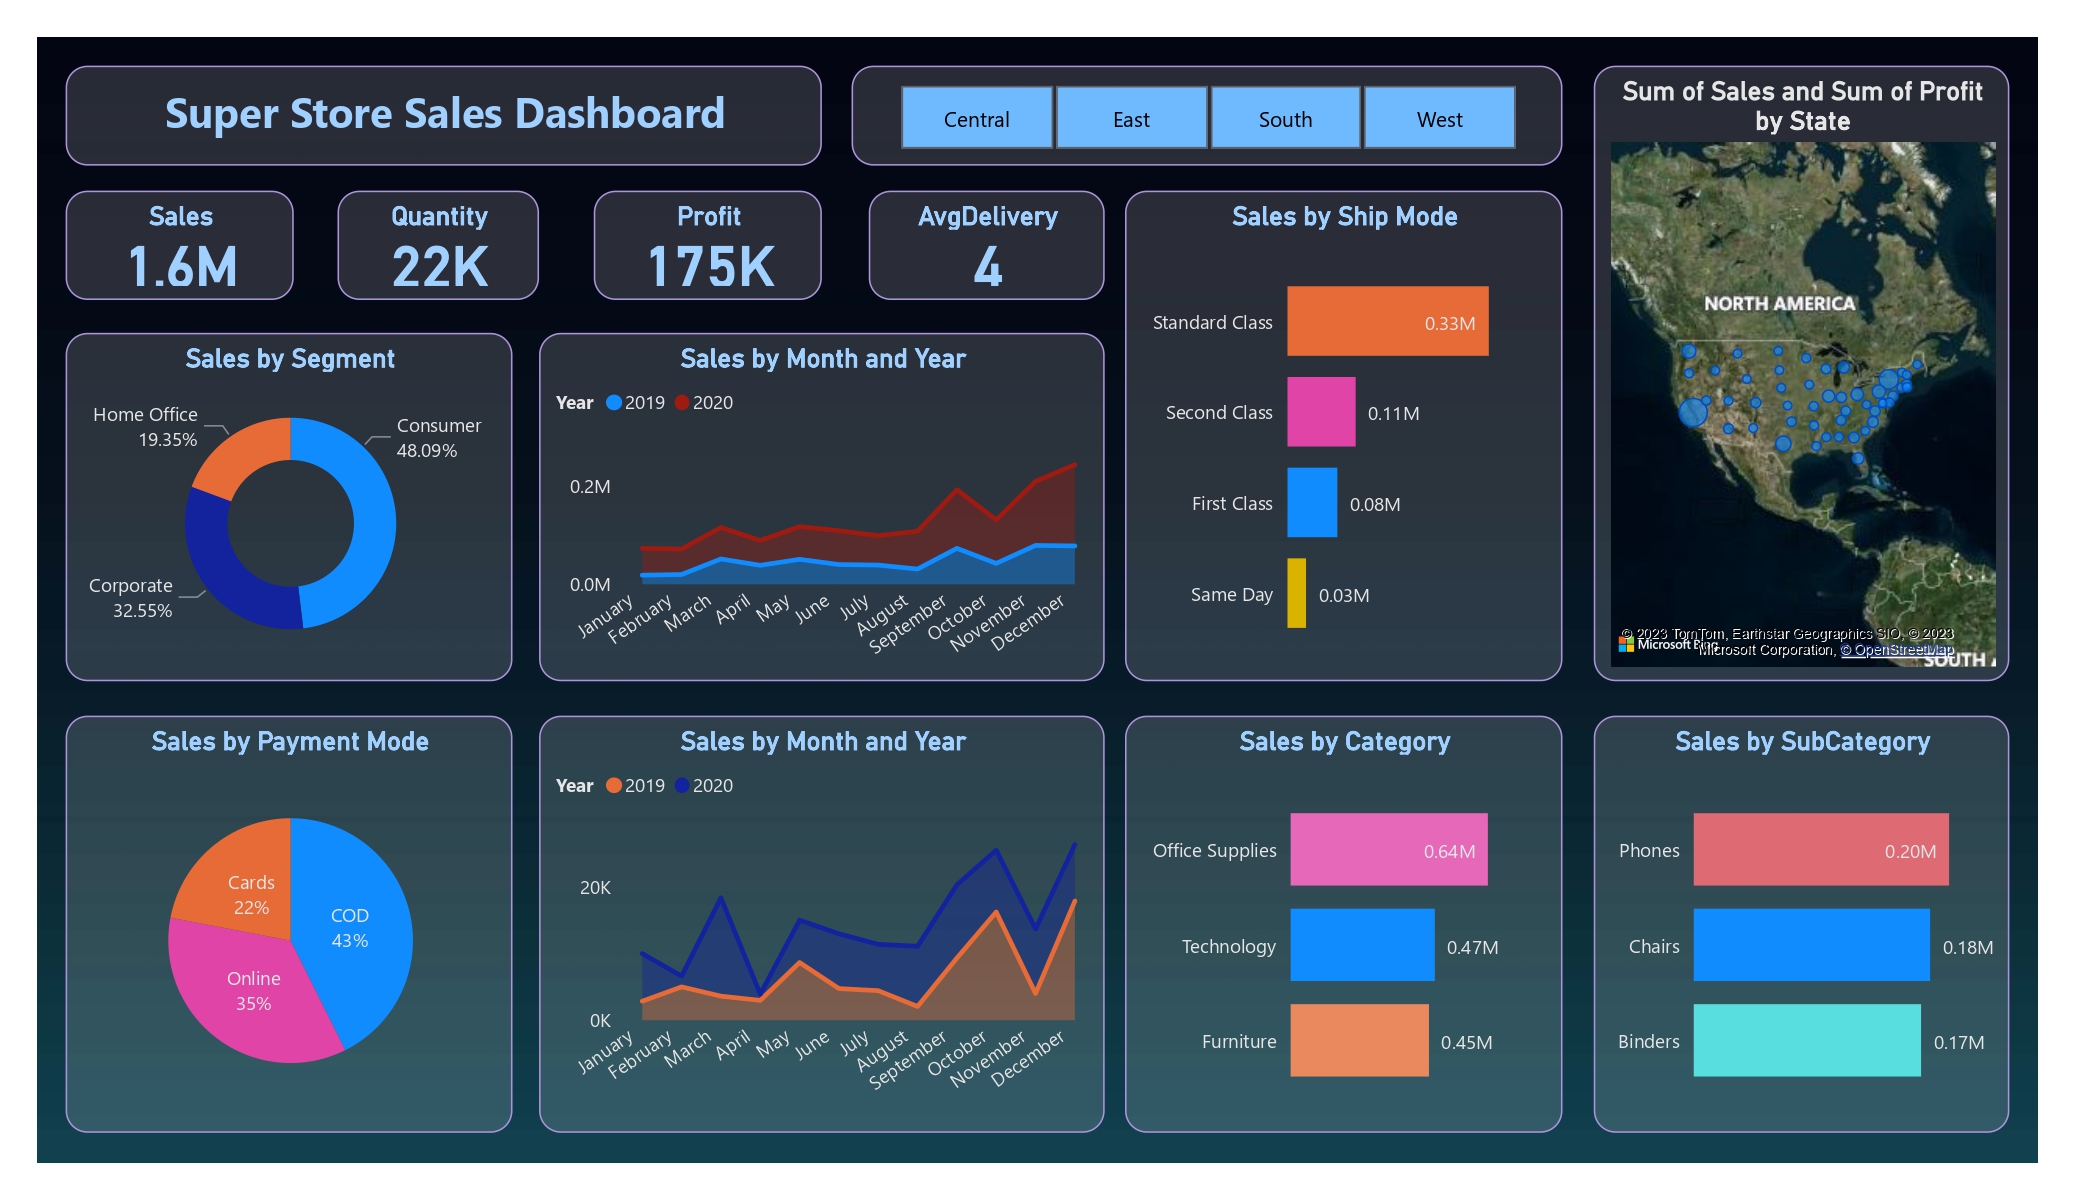 Super Store Sales Dashboard
Central
East
South
West
Sum of Sales and Sum of Profit
by State
NORTH AMERICA
© 2023 TomTom, Earthstar Geographics SIO, © 2023
Microsoft Bing
Microsoft Corporation, © OpenStreetMap
SOUTH A
Sales
1.6M
Quantity
22K
Profit
175K
AvgDelivery
4
Sales by Ship Mode
Standard Class
0.33M
Second Class
0.11M
First Class
0.08M
Same Day
0.03M
Sales by Segment
Home Office
19.35%
Consumer
48.09%
Corporate
32.55%
Sales by Month and Year
Year 2019 2020
0.2M
0.0M
January
February
March
April
May
June
July
August
September
October
November
December
Sales by Payment Mode
Cards
22%
COD
43%
Online
35%
Sales by Month and Year
Year 2019 2020
20K
0K
January
February
March
April
May
June
July
August
September
October
November
December
Sales by Category
Office Supplies
0.64M
Technology
0.47M
Furniture
0.45M
Sales by SubCategory
Phones
0.20M
Chairs
0.18M
Binders
0.17M